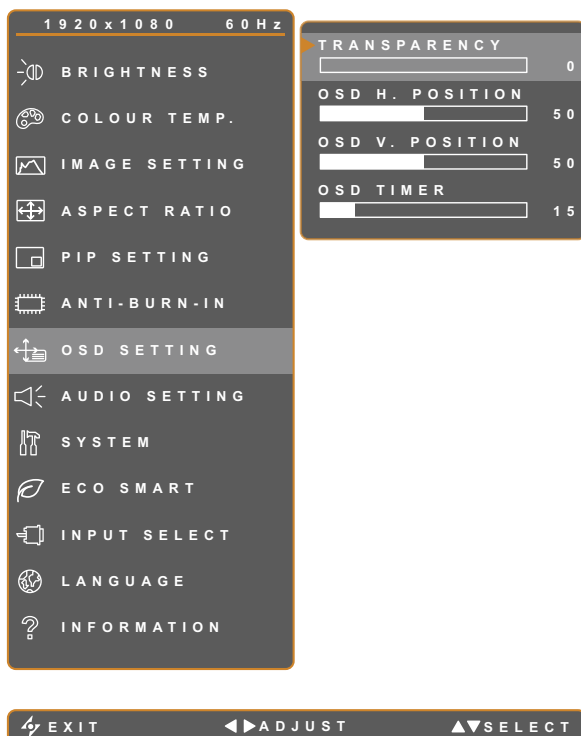 1920x1080 60Hz
BRIGHTNESS
COLOUR TEMP.
IMAGE SETTING
ASPECT RATIO
PIP SETTING
ANTI-BURN-IN
OSD SETTING
AUDIO SETTING
SYSTEM
ECO SMART
INPUT SELECT
LANGUAGE
INFORMATION
TRANSPARENCY
0
OSD H. POSITION
50
OSD V. POSITION
50
OSD TIMER
15
EXIT ADJUST SELECT